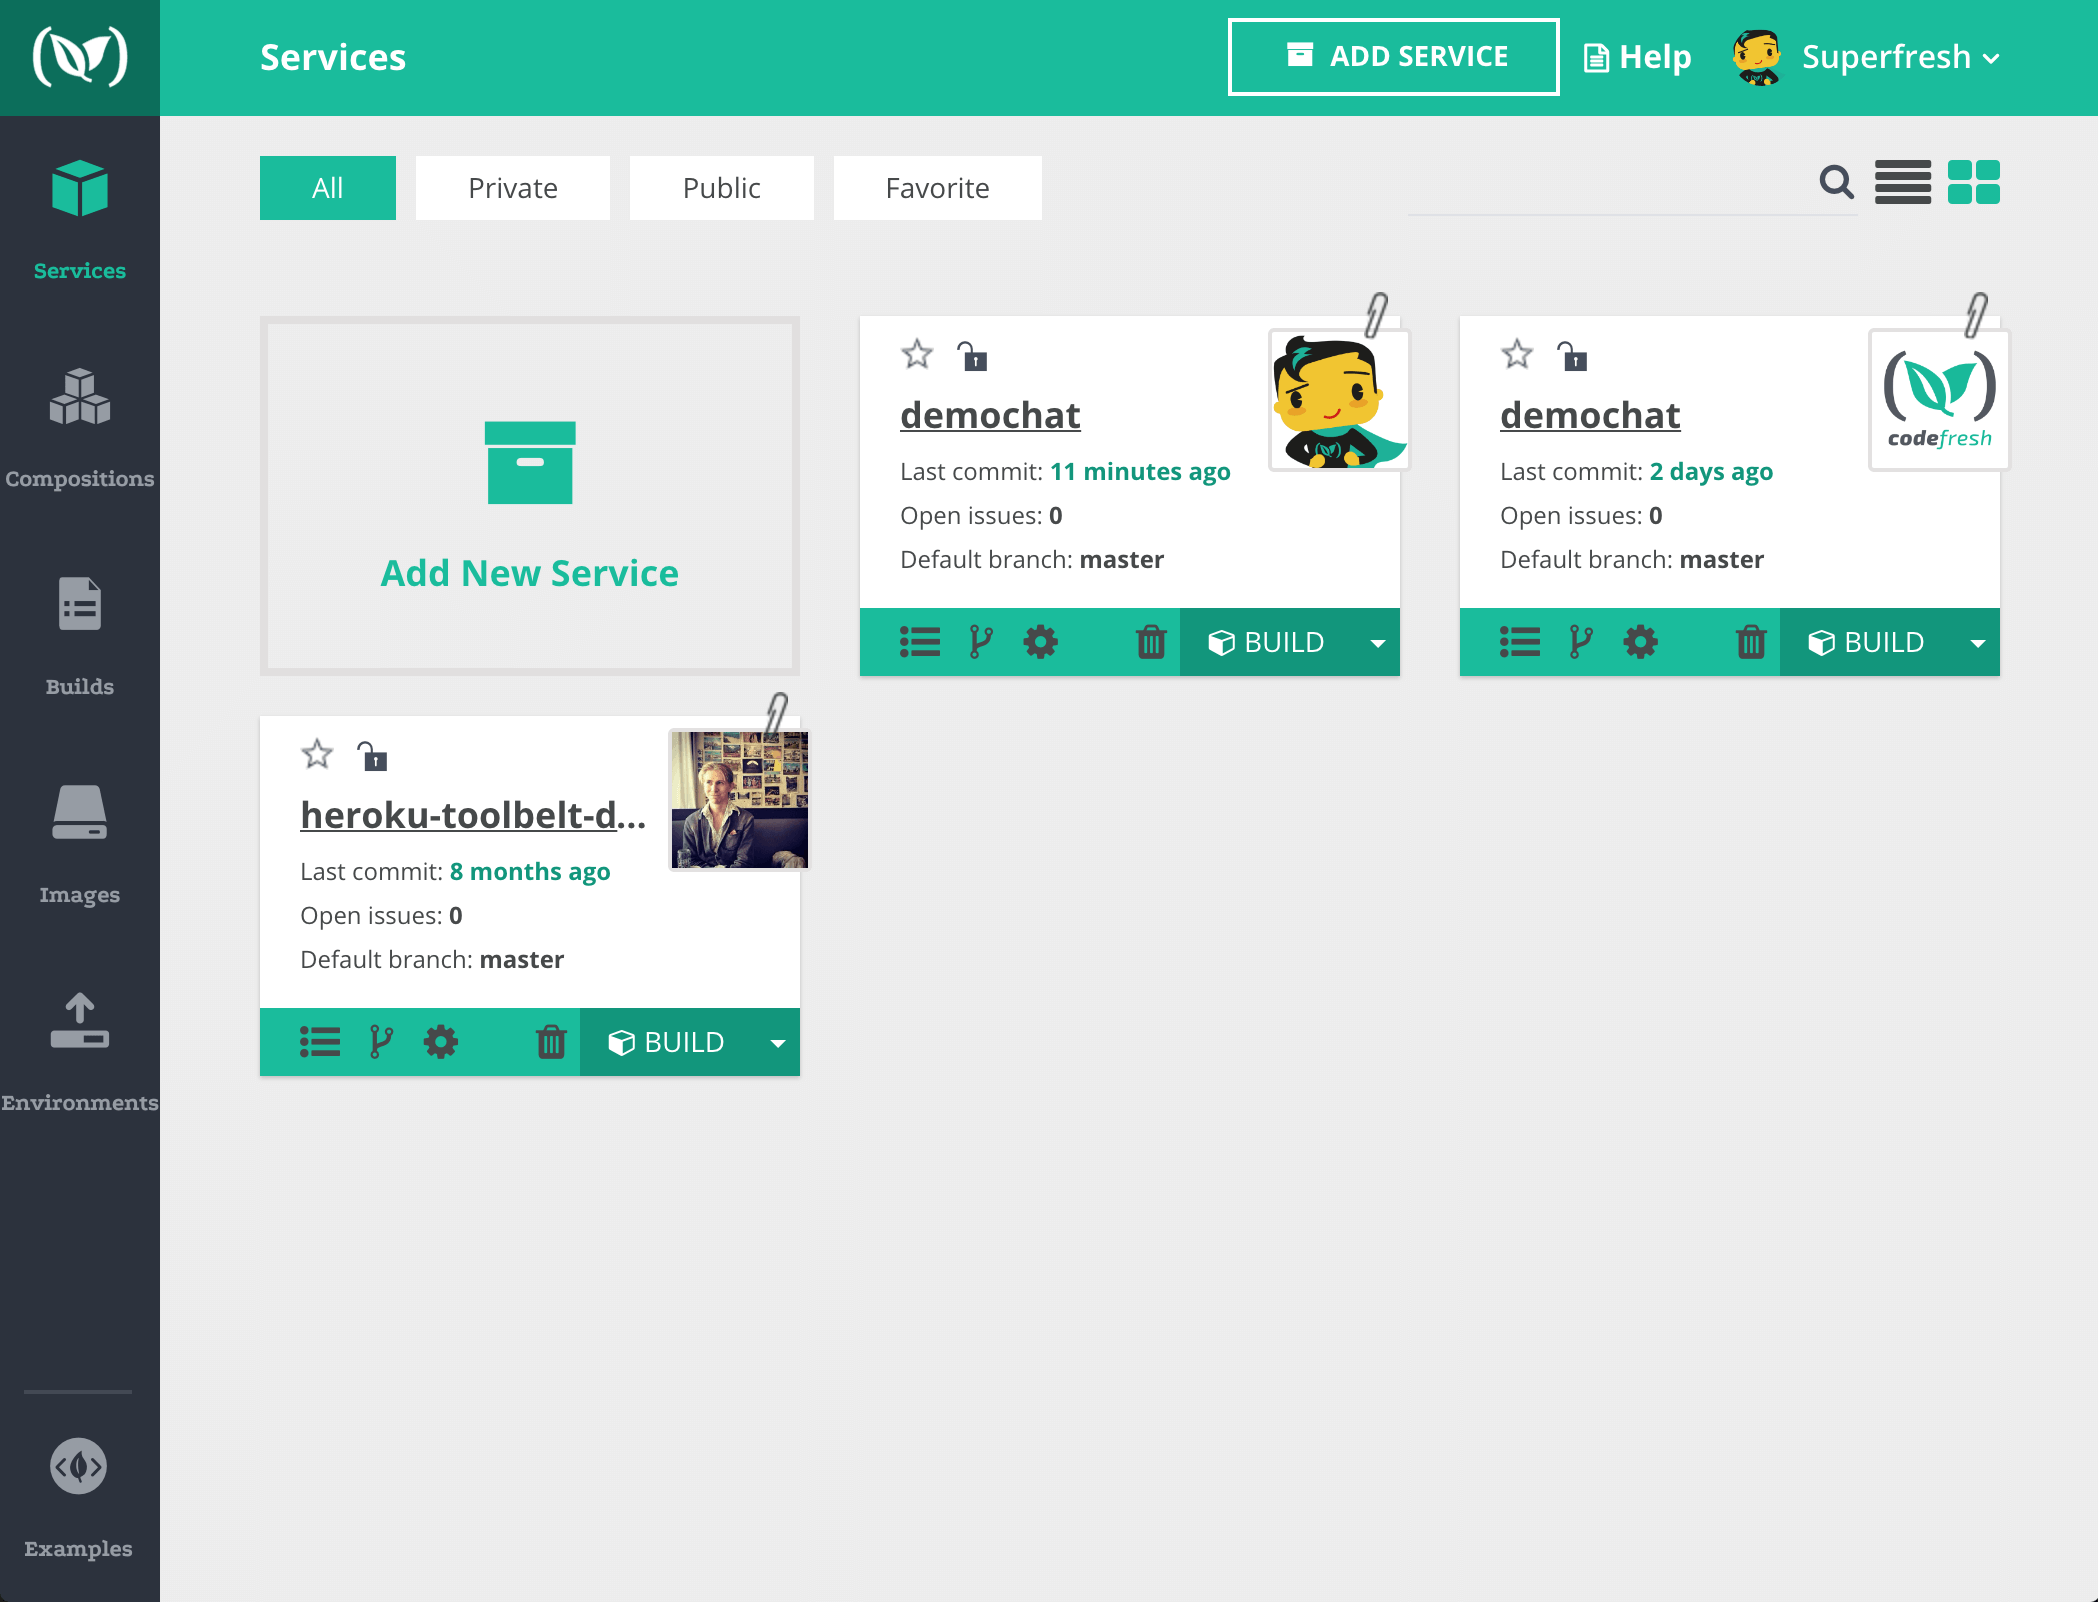 Services
ADD SERVICE
Help
Superfresh
All
Private
Public
Favorite
Services
Compositions
Builds
Images
Environments
Examples
Add New Service
demochat
Last commit: 11 minutes ago
Open issues: 0
Default branch: master
BUILD
demochat
codefresh
Last commit: 2 days ago
Open issues: 0
Default branch: master
BUILD
heroku-toolbelt-d...
Last commit: 8 months ago
Open issues: 0
Default branch: master
BUILD